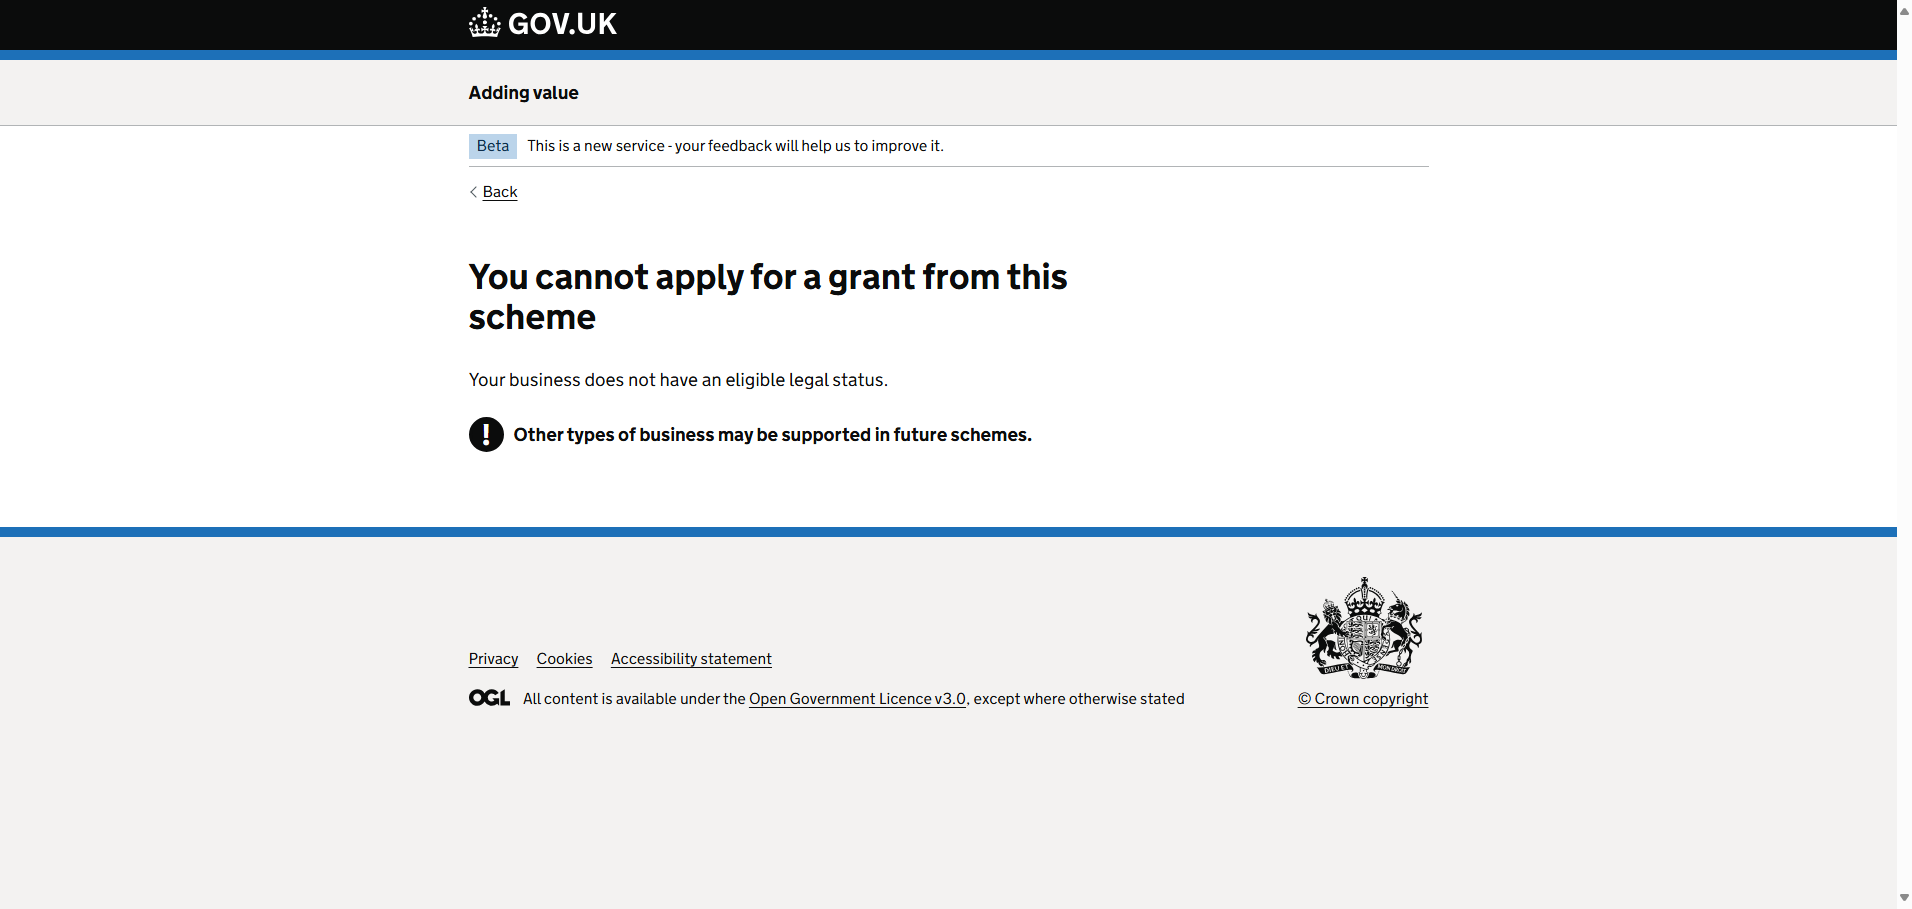 GOV.UK
Adding value
Beta This is a new service - your feedback will help us to improve it.
Back
You cannot apply for a grant from this
scheme
Your business does not have an eligible legal status.
! Other types of business may be supported in future schemes.
Privacy Cookies Accessibility statement
OGL All content is available under the Open Government Licence v3.0, except where otherwise stated
© Crown copyright